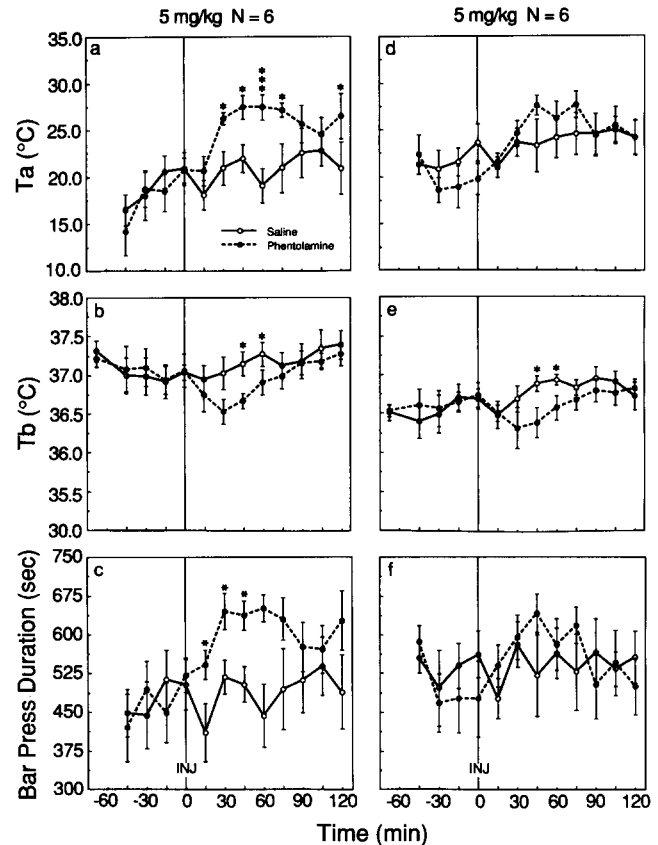 5 mg/kg N = 6
5 mg/kg N = 6
a
d
Ta (°C)
35.0
30.0
25.0
20.0
15.0
10.0
*
*
*
*
*
*
*
Saline
Phentolamine
b
e
Tb (°C)
38.0
37.5
37.0
36.5
36.0
35.5
30.0
*
*
*
*
c
f
Bar Press Duration (sec)
750
675
600
525
450
375
300
*
*
*
INJ
INJ
-60 -30 0 30 60 90 120
-60 -30 0 30 60 90 120
Time (min)